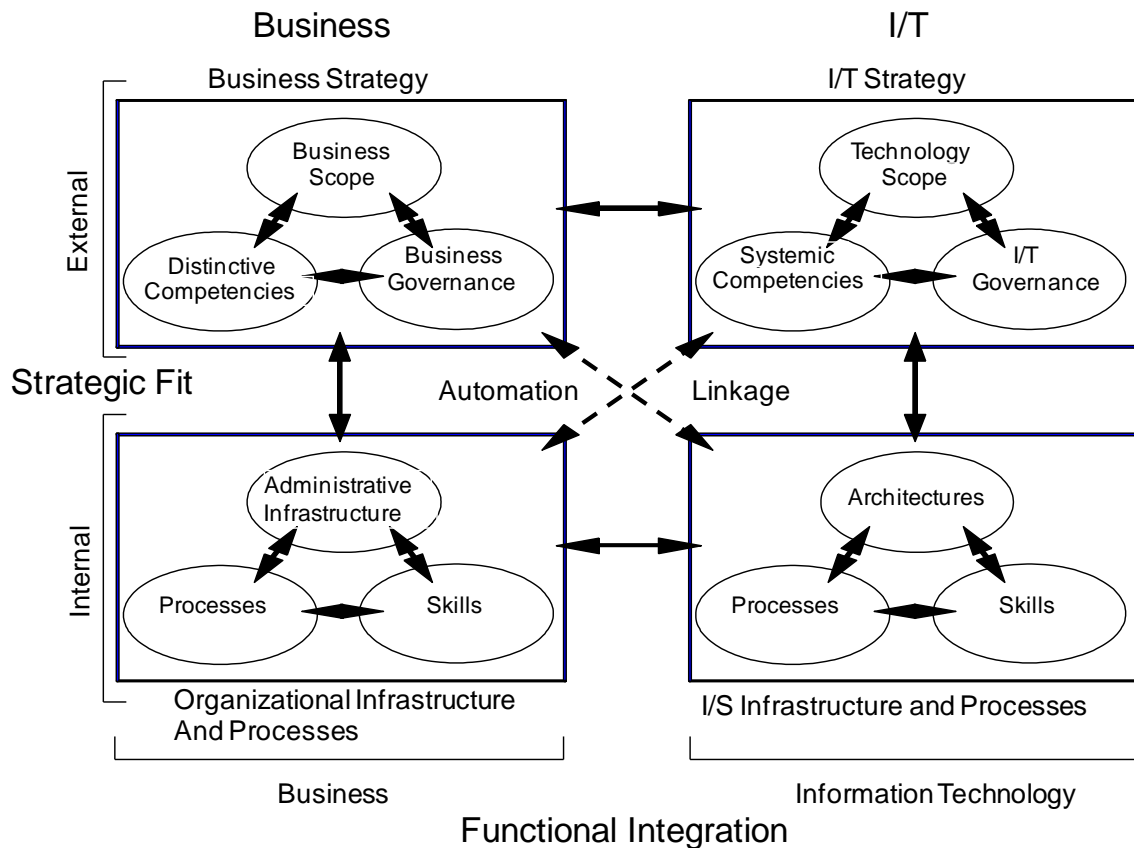 Business
I/T
Business Strategy
I/T Strategy
External
Business
Scope
Distinctive
Competencies
Business
Governance
Technology
Scope
Systemic
Competencies
I/T
Governance
Strategic Fit
Automation
Linkage
Internal
Administrative
Infrastructure
Processes
Skills
Architectures
Processes
Skills
Organizational Infrastructure
And Processes
I/S Infrastructure and Processes
Business
Information Technology
Functional Integration